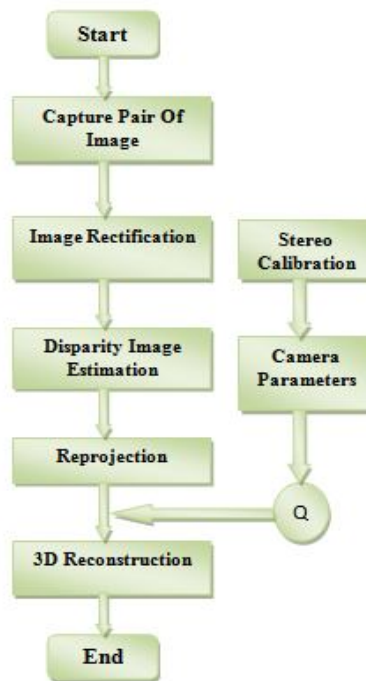 Start
Capture Pair Of
Image
Image Rectification
Stereo
Calibration
Disparity Image
Estimation
Camera
Parameters
Reprojection
Q
3D Reconstruction
End